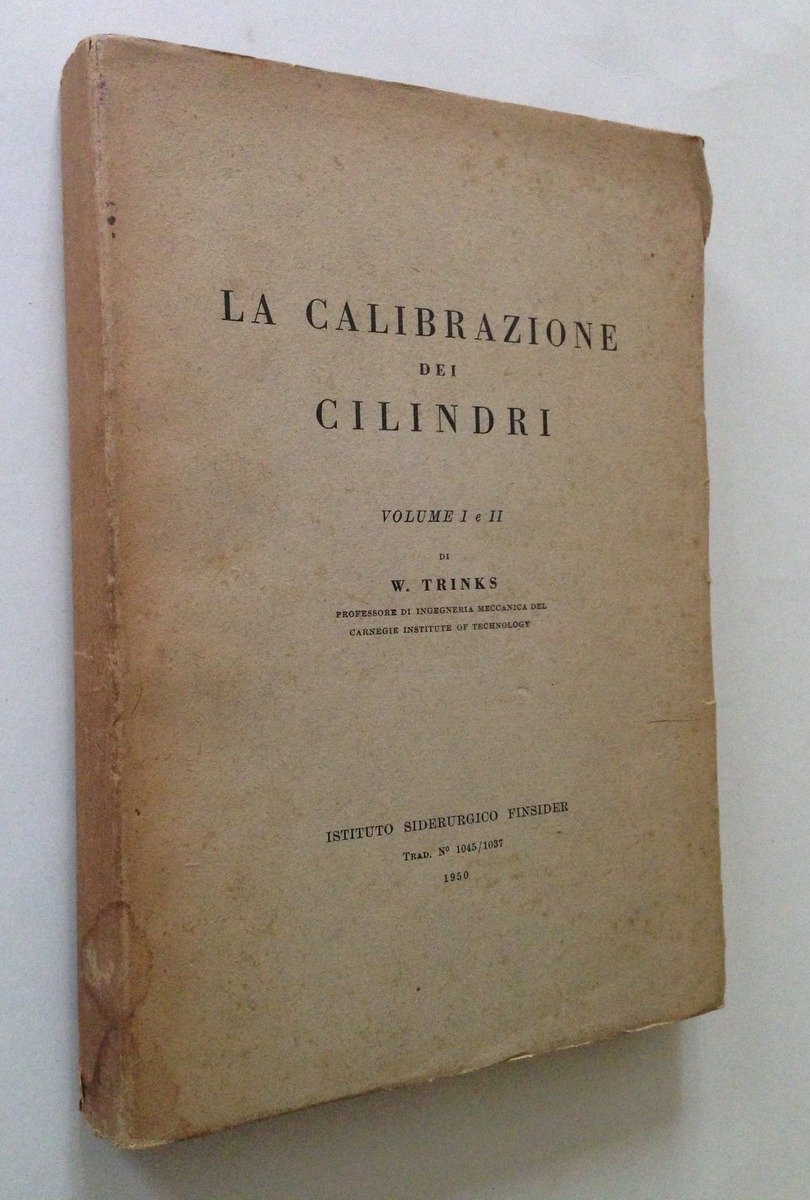 LA CALIBRAZIONE
DEI
CILINDRI
VOLUME I e II
DI
W. TRINKS
PROFESSORE DI INGEGNERIA MECCANICA DEL
CARNEGIE INSTITUTE OF TECHNOLOGY
ISTITUTO SIDERURGICO FINSIDER
TRAD. Nº 1045/1037
1950